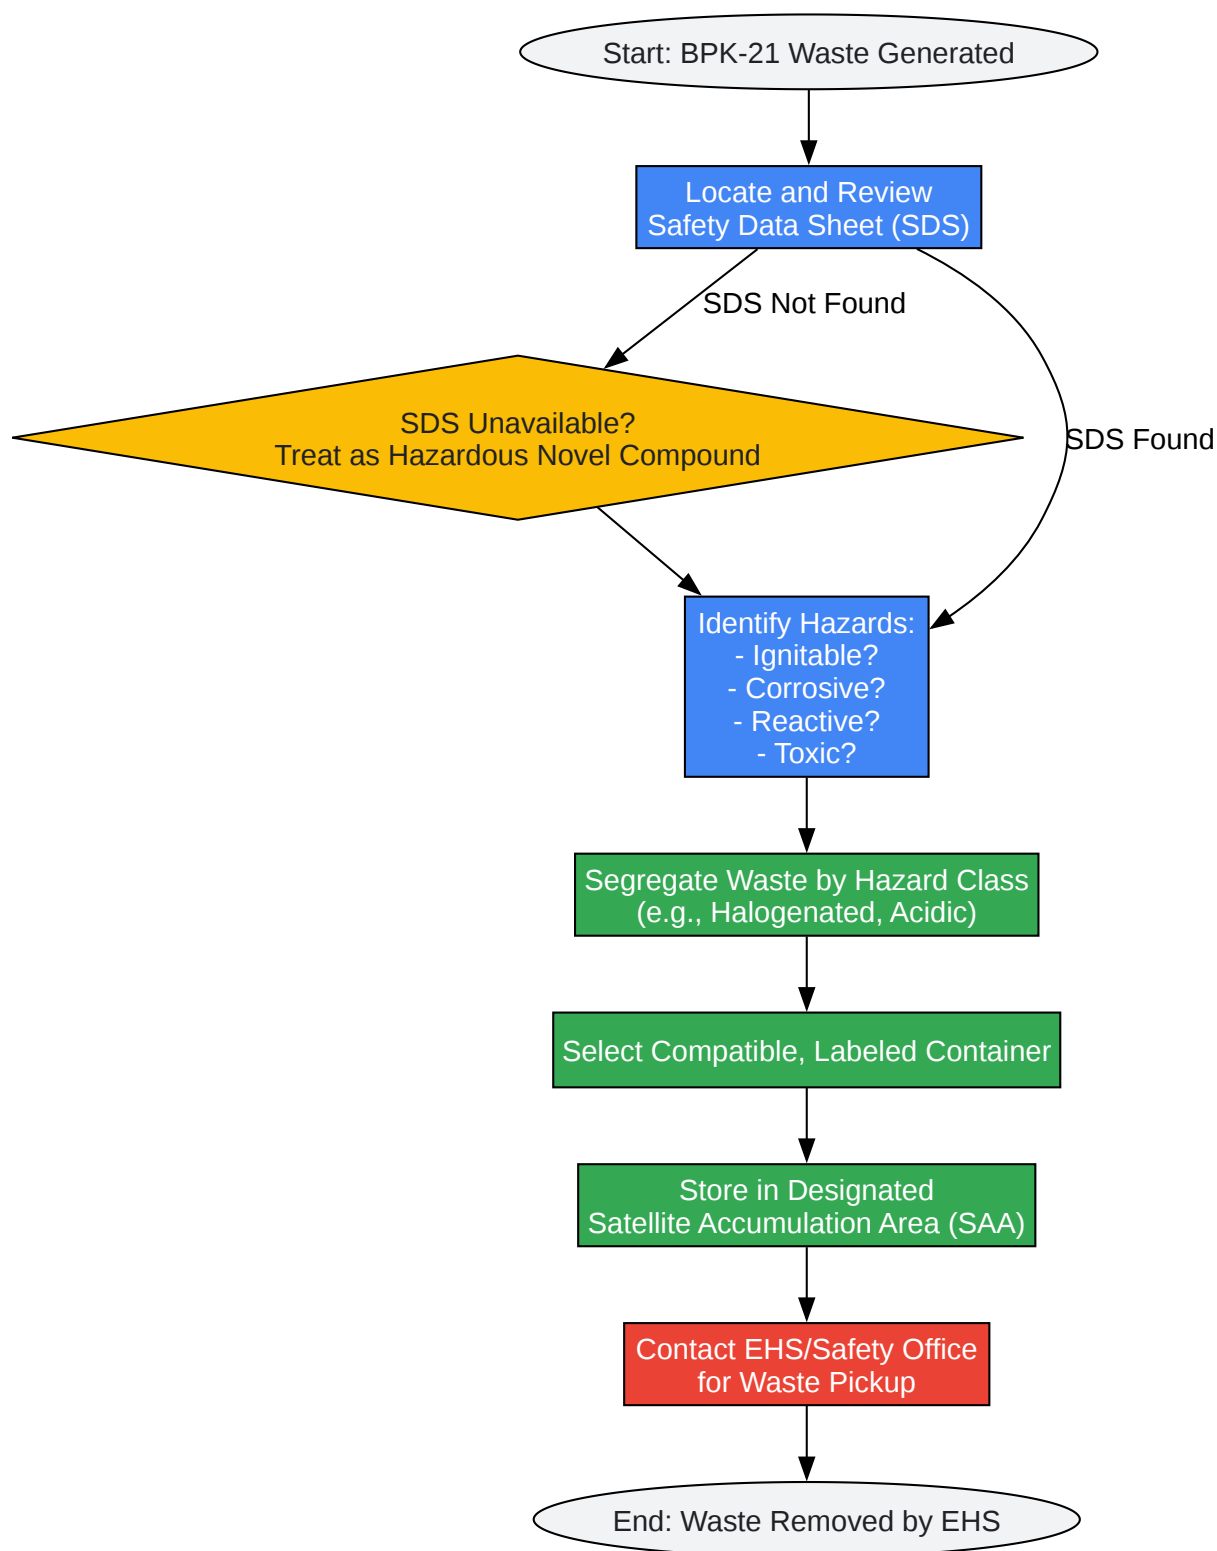 Start: BPK-21 Waste Generated
Locate and Review
Safety Data Sheet (SDS)
SDS Not Found
SDS Unavailable?
Treat as Hazardous Novel Compound
SDS Found
Identify Hazards:
- Ignitable?
- Corrosive?
- Reactive?
- Toxic?
Segregate Waste by Hazard Class
(e.g., Halogenated, Acidic)
Select Compatible, Labeled Container
Store in Designated
Satellite Accumulation Area (SAA)
Contact EHS/Safety Office
for Waste Pickup
End: Waste Removed by EHS